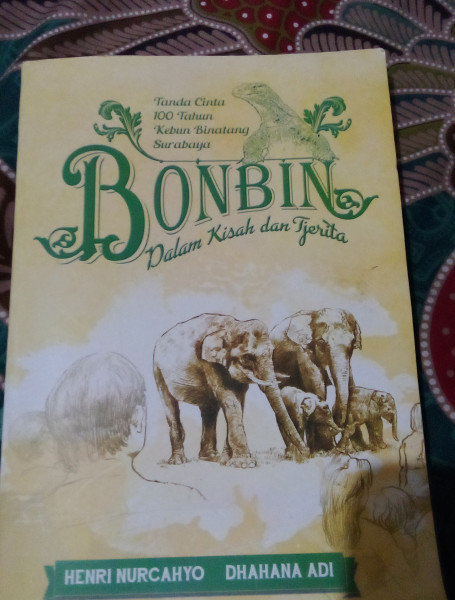 Tanda Cinta
100 Tahun
Kebun Binatang
Surabaya
BONBIN
Dalam Kisah dan Tjerita
HENRI NURCAHYO DHAHANA ADI